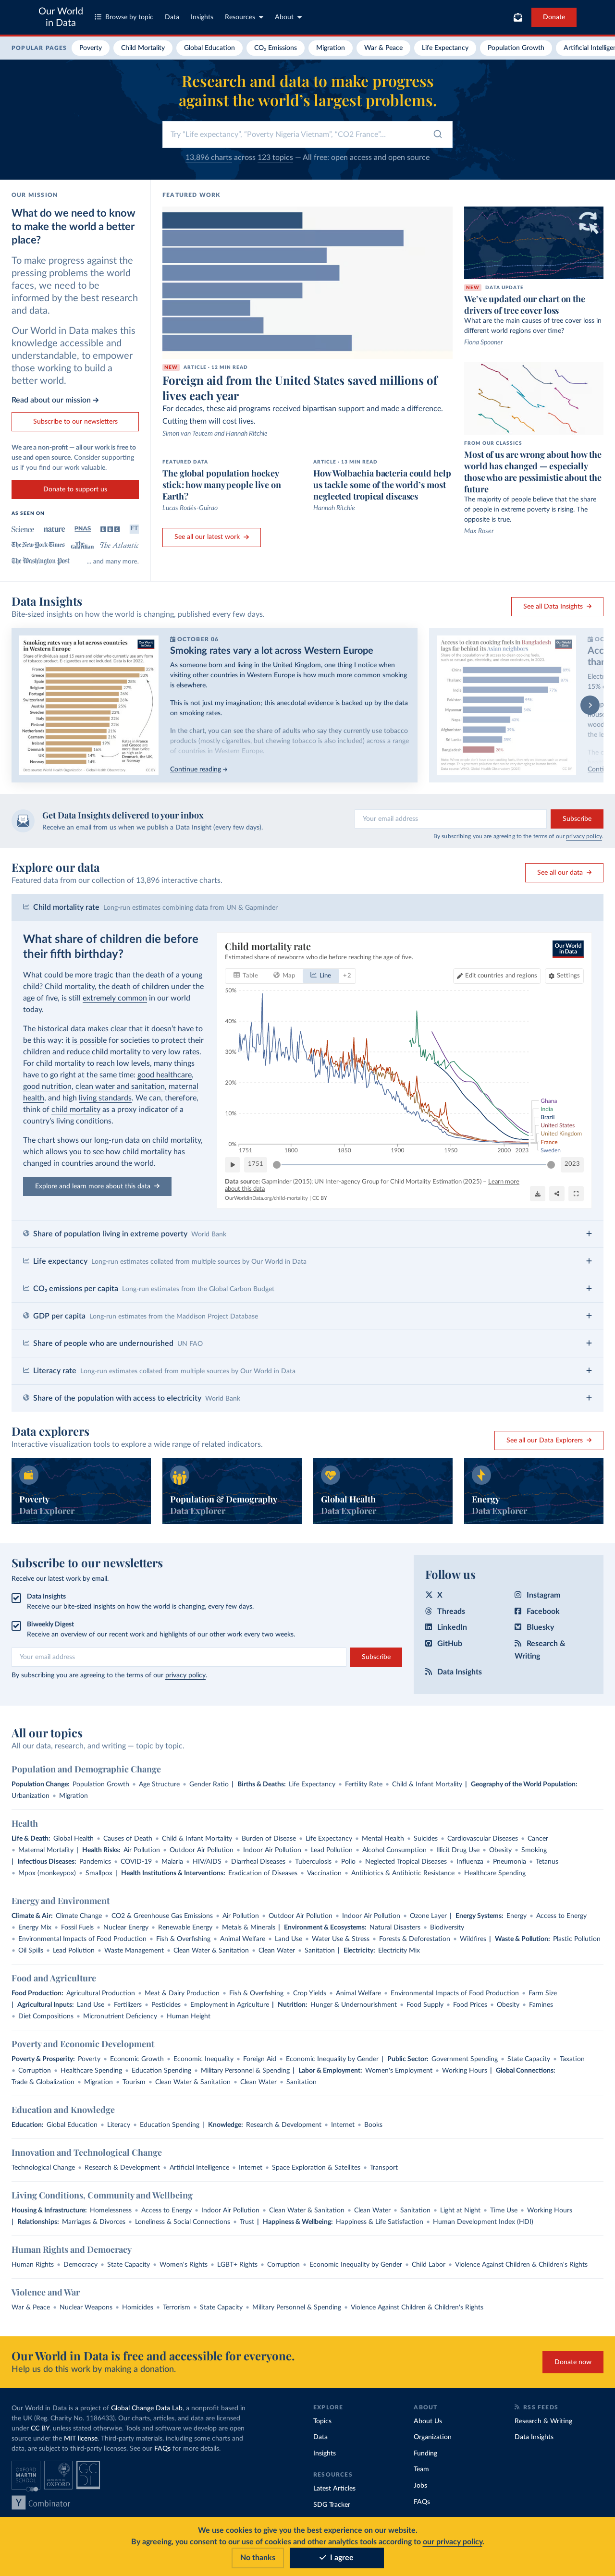 Our World
in Data
Browse by topic
Data
Insights
Resources
About
Donate
POPULAR PAGES
Poverty
Child Mortality
Global Education
CO₂ Emissions
Migration
War & Peace
Life Expectancy
Population Growth
Artificial Intelligen
Research and data to make progress
against the world's largest problems.
Try "Life expectancy", "Poverty Nigeria Vietnam", "CO2 France"...
13,896 charts across 123 topics — All free: open access and open source
OUR MISSION
What do we need to know
to make the world a better
place?
To make progress against the
pressing problems the world
faces, we need to be
informed by the best research
and data.
Our World in Data makes this
knowledge accessible and
understandable, to empower
those working to build a
better world.
Read about our mission
Subscribe to our newsletters
We are a non-profit — all our work is free to
use and open source. Consider supporting
us if you find our work valuable.
Donate to support us
AS SEEN ON
Science
nature
PNAS
BBC
FT
The New York Times
The Guardian
The Atlantic
The Washington Post
... and many more.
FEATURED WORK
NEW ARTICLE - 12 MIN READ
Foreign aid from the United States saved millions of
lives each year
For decades, these aid programs received bipartisan support and made a difference.
Cutting them will cost lives.
Simon van Teutem and Hannah Ritchie
FEATURED DATA
The global population hockey
stick: how many people live on
Earth?
Lucas Rodés-Guirao
ARTICLE - 13 MIN READ
How Wolbachia bacteria could help
us tackle some of the world's most
neglected tropical diseases
Hannah Ritchie
See all our latest work
NEW DATA UPDATE
We've updated our chart on the
drivers of tree cover loss
What are the main causes of tree cover loss in
different world regions over time?
Fiona Spooner
FROM OUR CLASSICS
Most of us are wrong about how the
world has changed — especially
those who are pessimistic about the
future
The majority of people believe that the share
of people in extreme poverty is rising. The
opposite is true.
Max Roser
Data Insights
Bite-sized insights on how the world is changing, published every few days.
See all Data Insights
Smoking rates vary a lot across countries
in Western Europe
OCTOBER 06
Smoking rates vary a lot across Western Europe
As someone born and living in the United Kingdom, one thing I notice when
visiting other countries in Western Europe is how much more common smoking
is elsewhere.
This is not my imagination; this anecdotal evidence is backed up by the data
on smoking rates.
In the chart, you can see the share of adults who say they currently use tobacco
products (mostly cigarettes, but chewing tobacco is also included) across a range
of countries in Western Europe.
Continue reading
Access to clean cooking fuels in Bangladesh
lags far behind its Asian neighbors
Get Data Insights delivered to your inbox
Receive an email from us when we publish a Data Insight (every few days).
Your email address
Subscribe
By subscribing you are agreeing to the terms of our privacy policy.
Explore our data
Featured data from our collection of 13,896 interactive charts.
See all our data
Child mortality rate Long-run estimates combining data from UN & Gapminder
What share of children die before
their fifth birthday?
What could be more tragic than the death of a young
child? Child mortality, the death of children under the
age of five, is still extremely common in our world
today.
The historical data makes clear that it doesn't have to
be this way: it is possible for societies to protect their
children and reduce child mortality to very low rates.
For child mortality to reach low levels, many things
have to go right at the same time: good healthcare,
good nutrition, clean water and sanitation, maternal
health, and high living standards. We can, therefore,
think of child mortality as a proxy indicator of a
country's living conditions.
The chart shows our long-run data on child mortality,
which allows you to see how child mortality has
changed in countries around the world.
Explore and learn more about this data
Child mortality rate
Estimated share of newborns who die before reaching the age of five.
Our World
in Data
Table
Map
Line
+2
Edit countries and regions
Settings
50%
40%
30%
20%
10%
0%
1751
1800
1850
1900
1950
2000
2023
Ghana
India
Brazil
United States
United Kingdom
France
Sweden
1751
2023
Data source: Gapminder (2015); UN Inter-agency Group for Child Mortality Estimation (2025) – Learn more
about this data
OurWorldinData.org/child-mortality | CC BY
Share of population living in extreme poverty World Bank
Life expectancy Long-run estimates collated from multiple sources by Our World in Data
CO₂ emissions per capita Long-run estimates from the Global Carbon Budget
GDP per capita Long-run estimates from the Maddison Project Database
Share of people who are undernourished UN FAO
Literacy rate Long-run estimates collated from multiple sources by Our World in Data
Share of the population with access to electricity World Bank
Data explorers
Interactive visualization tools to explore a wide range of related indicators.
See all our Data Explorers
Poverty
Data Explorer
Population & Demography
Data Explorer
Global Health
Data Explorer
Energy
Data Explorer
Subscribe to our newsletters
Receive our latest work by email.
Data Insights
Receive our bite-sized insights on how the world is changing, every few days.
Biweekly Digest
Receive an overview of our recent work and highlights of our other work every two weeks.
Your email address
Subscribe
By subscribing you are agreeing to the terms of our privacy policy.
Follow us
X
Instagram
Threads
Facebook
LinkedIn
Bluesky
GitHub
Research &
Writing
Data Insights
All our topics
All our data, research, and writing — topic by topic.
Population and Demographic Change
Population Change: Population Growth • Age Structure • Gender Ratio | Births & Deaths: Life Expectancy • Fertility Rate • Child & Infant Mortality | Geography of the World Population:
Urbanization • Migration
Health
Life & Death: Global Health • Causes of Death • Child & Infant Mortality • Burden of Disease • Life Expectancy • Mental Health • Suicides • Cardiovascular Diseases • Cancer
• Maternal Mortality | Health Risks: Air Pollution • Outdoor Air Pollution • Indoor Air Pollution • Lead Pollution • Alcohol Consumption • Illicit Drug Use • Obesity • Smoking
| Infectious Diseases: Pandemics • COVID-19 • Malaria • HIV/AIDS • Diarrheal Diseases • Tuberculosis • Polio • Neglected Tropical Diseases • Influenza • Pneumonia • Tetanus
• Mpox (monkeypox) • Smallpox | Health Institutions & Interventions: Eradication of Diseases • Vaccination • Antibiotics & Antibiotic Resistance • Healthcare Spending
Energy and Environment
Climate & Air: Climate Change • CO2 & Greenhouse Gas Emissions • Air Pollution • Outdoor Air Pollution • Indoor Air Pollution • Ozone Layer | Energy Systems: Energy • Access to Energy
• Energy Mix • Fossil Fuels • Nuclear Energy • Renewable Energy • Metals & Minerals | Environment & Ecosystems: Natural Disasters • Biodiversity
• Environmental Impacts of Food Production • Fish & Overfishing • Animal Welfare • Land Use • Water Use & Stress • Forests & Deforestation • Wildfires | Waste & Pollution: Plastic Pollution
• Oil Spills • Lead Pollution • Waste Management • Clean Water & Sanitation • Clean Water • Sanitation | Electricity: Electricity Mix
Food and Agriculture
Food Production: Agricultural Production • Meat & Dairy Production • Fish & Overfishing • Crop Yields • Animal Welfare • Environmental Impacts of Food Production • Farm Size
| Agricultural Inputs: Land Use • Fertilizers • Pesticides • Employment in Agriculture | Nutrition: Hunger & Undernourishment • Food Supply • Food Prices • Obesity • Famines
• Diet Compositions • Micronutrient Deficiency • Human Height
Poverty and Economic Development
Poverty & Prosperity: Poverty • Economic Growth • Economic Inequality • Foreign Aid • Economic Inequality by Gender | Public Sector: Government Spending • State Capacity • Taxation
• Corruption • Healthcare Spending • Education Spending • Military Personnel & Spending | Labor & Employment: Women's Employment • Working Hours | Global Connections:
Trade & Globalization • Migration • Tourism • Clean Water & Sanitation • Clean Water • Sanitation
Education and Knowledge
Education: Global Education • Literacy • Education Spending | Knowledge: Research & Development • Internet • Books
Innovation and Technological Change
Technological Change • Research & Development • Artificial Intelligence • Internet • Space Exploration & Satellites • Transport
Living Conditions, Community and Wellbeing
Housing & Infrastructure: Homelessness • Access to Energy • Indoor Air Pollution • Clean Water & Sanitation • Clean Water • Sanitation • Light at Night • Time Use • Working Hours
| Relationships: Marriages & Divorces • Loneliness & Social Connections • Trust | Happiness & Wellbeing: Happiness & Life Satisfaction • Human Development Index (HDI)
Human Rights and Democracy
Human Rights • Democracy • State Capacity • Women's Rights • LGBT+ Rights • Corruption • Economic Inequality by Gender • Child Labor • Violence Against Children & Children's Rights
Violence and War
War & Peace • Nuclear Weapons • Homicides • Terrorism • State Capacity • Military Personnel & Spending • Violence Against Children & Children's Rights
Our World in Data is free and accessible for everyone.
Help us do this work by making a donation.
Donate now
Our World in Data is a project of Global Change Data Lab, a nonprofit based in
the UK (Reg. Charity No. 1186433). Our charts, articles, and data are licensed
under CC BY, unless stated otherwise. Tools and software we develop are open
source under the MIT license. Third-party materials, including some charts and
data, are subject to third-party licenses. See our FAQs for more details.
OXFORD
MARTIN
SCHOOL
UNIVERSITY OF
OXFORD
GCDL
Y Combinator
EXPLORE
Topics
Data
Insights
RESOURCES
Latest Articles
SDG Tracker
ABOUT
About Us
Organization
Funding
Team
Jobs
FAQs
RSS FEEDS
Research & Writing
Data Insights
We use cookies to give you the best experience on our website.
By agreeing, you consent to our use of cookies and other analytics tools according to our privacy policy.
No thanks
I agree